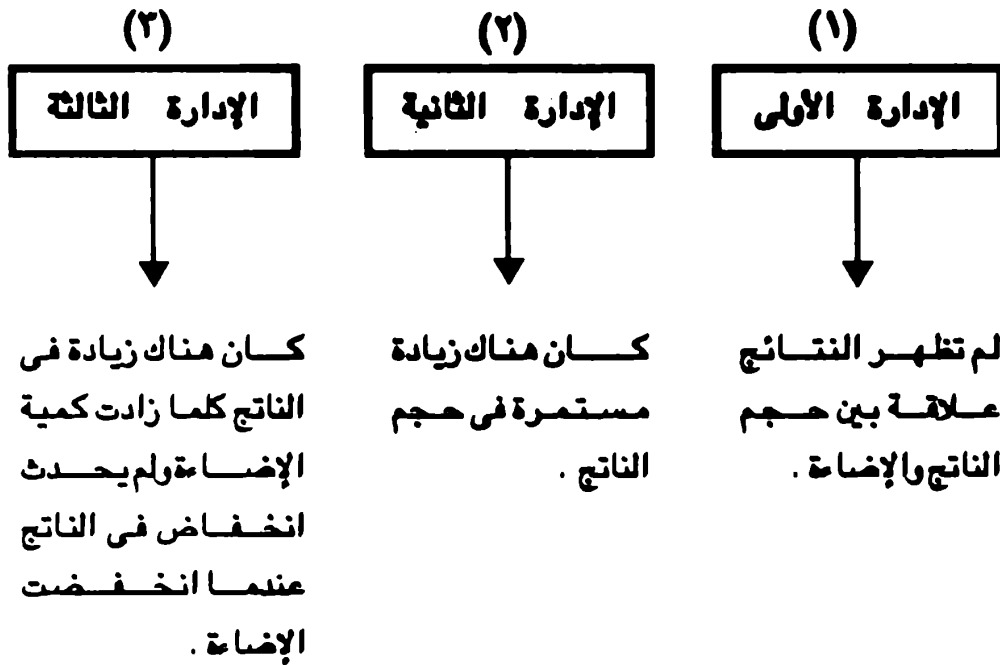 (١)
الإدارة الأولى
لم تظهر النتائج
علاقة بين حجم
الناتج والإضاءة .
(٢)
الإدارة الثانية
كان هناك زيادة
مستمرة فى حجم
الناتج .
(٣)
الإدارة الثالثة
كان هناك زيادة فى
الناتج كلما زادت كمية
الإضاءة ولم يحدث
انخفاض فى الناتج
عندما انخفضت
الإضاءة .